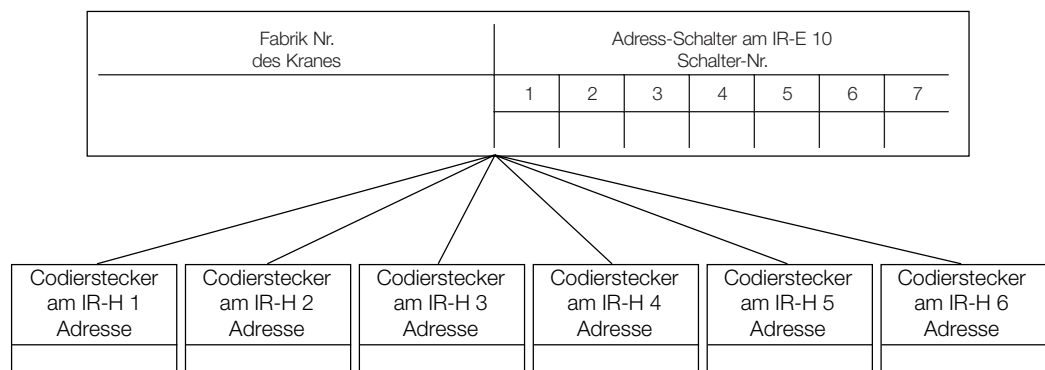 Fabrik Nr.
des Kranes
Adress-Schalter am IR-E 10
Schalter-Nr.
1 2 3 4 5 6 7
Codierstecker
am IR-H 1
Adresse
Codierstecker
am IR-H 2
Adresse
Codierstecker
am IR-H 3
Adresse
Codierstecker
am IR-H 4
Adresse
Codierstecker
am IR-H 5
Adresse
Codierstecker
am IR-H 6
Adresse